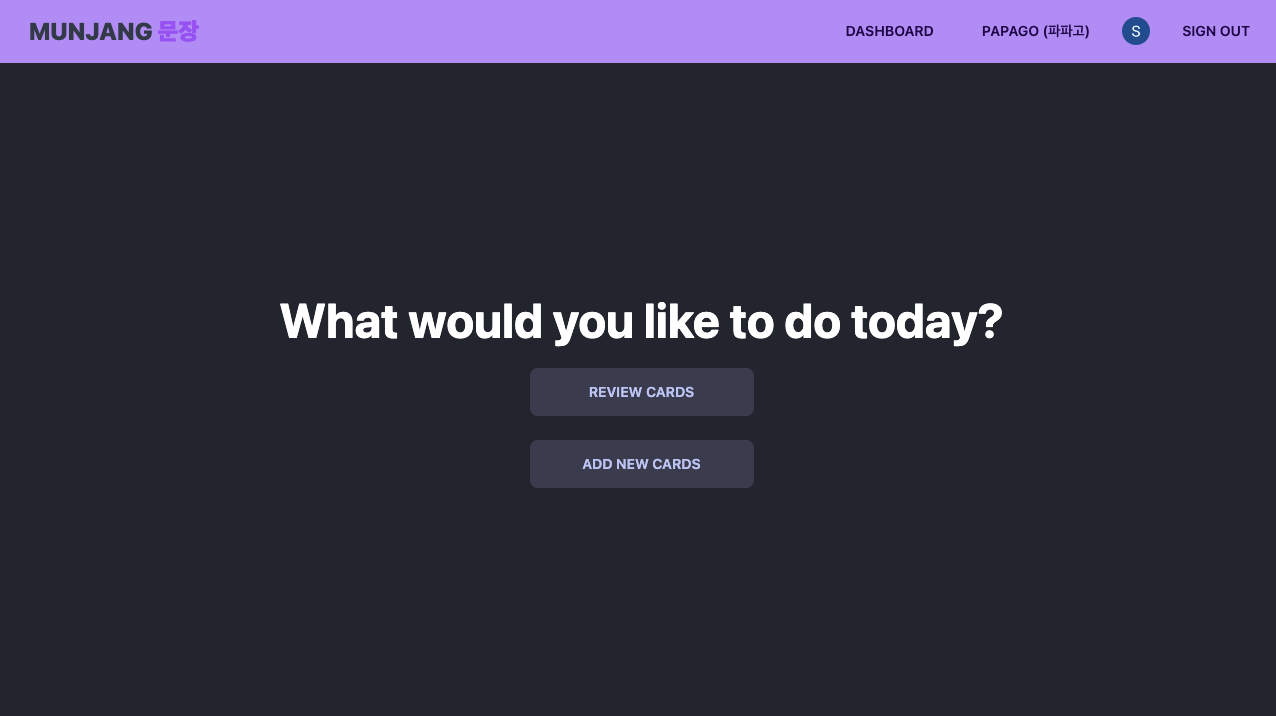 MUNJANG 문장
DASHBOARD
PAPAGO (파파고)
S
SIGN OUT
What would you like to do today?
REVIEW CARDS
ADD NEW CARDS